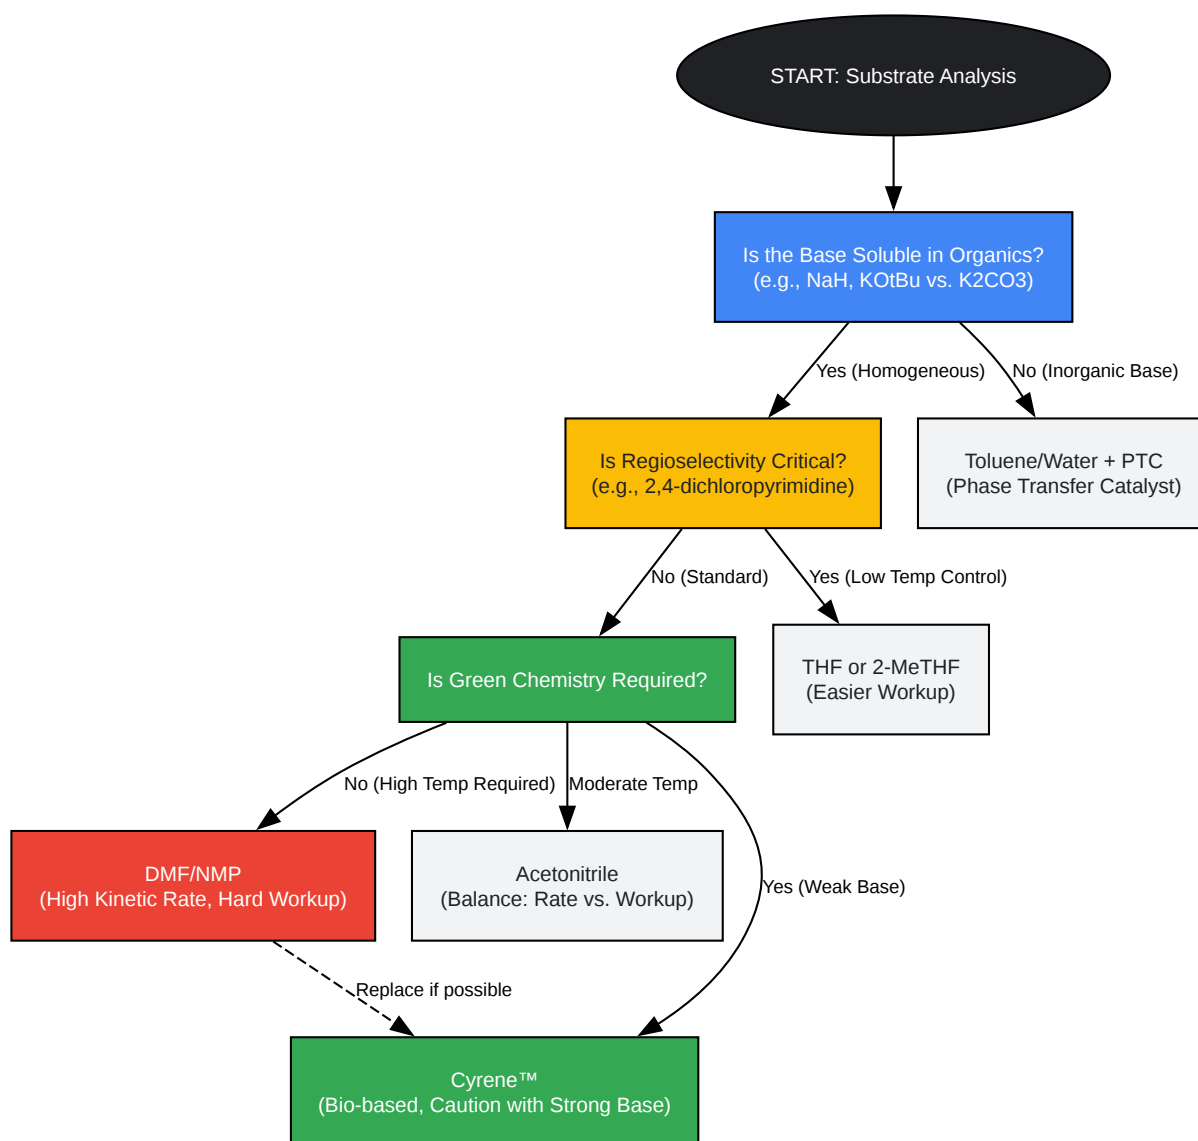 START: Substrate Analysis
Is the Base Soluble in Organics?
(e.g., NaH, KOtBu vs. K2CO3)
Yes (Homogeneous)
No (Inorganic Base)
Is Regioselectivity Critical?
(e.g., 2,4-dichloropyrimidine)
Toluene/Water + PTC
(Phase Transfer Catalyst)
No (Standard)
Yes (Low Temp Control)
Is Green Chemistry Required?
THF or 2-MeTHF
(Easier Workup)
No (High Temp Required)
Moderate Temp
Yes (Weak Base)
DMF/NMP
(High Kinetic Rate, Hard Workup)
Acetonitrile
(Balance: Rate vs. Workup)
Replace if possible
Cyrene™
(Bio-based, Caution with Strong Base)